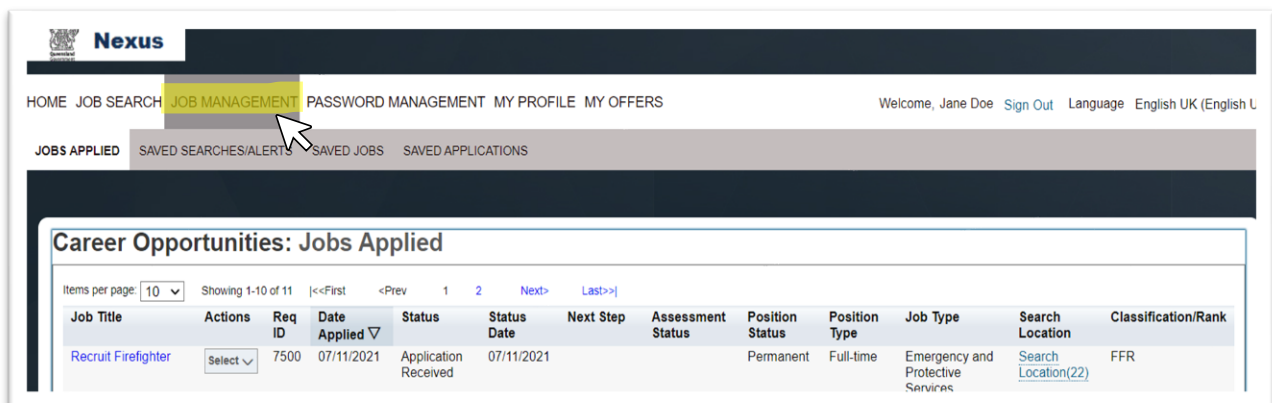 Nexus
Queensland
Government
HOME JOB SEARCH JOB MANAGEMENT PASSWORD MANAGEMENT MY PROFILE MY OFFERS Welcome, Jane Doe Sign Out Language English UK (English U
JOBS APPLIED SAVED SEARCHES/ALERTS SAVED JOBS SAVED APPLICATIONS
Career Opportunities: Jobs Applied
Items per page: 10 Showing 1-10 of 11 |<<First <Prev 1 2 Next> Last>>|
Job Title Actions Req Date Status Status Next Step Assessment Position Position Job Type Search Classification/Rank
ID Applied Date Status Status Type Location
Recruit Firefighter Select 7500 07/11/2021 Application 07/11/2021 Permanent Full-time Emergency and Search FFR
Received Protective Location(22)
Services